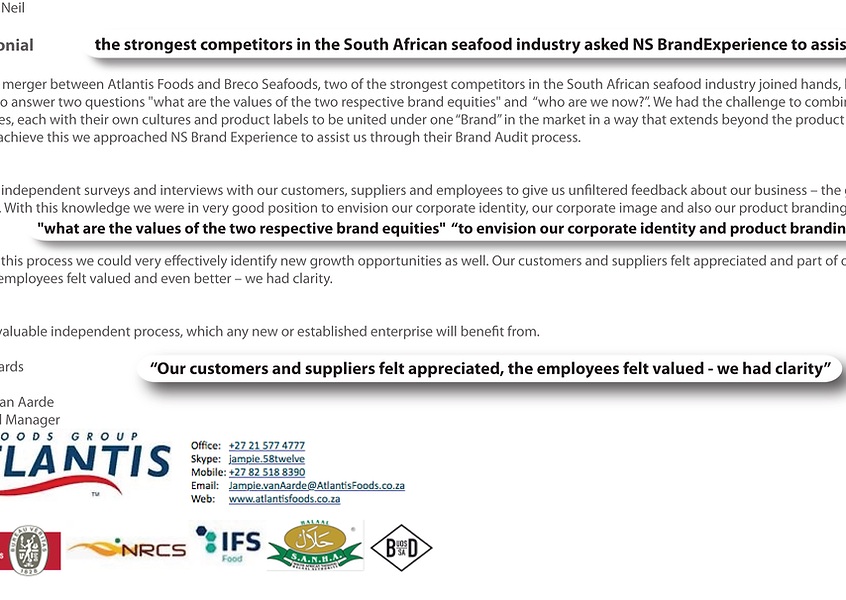 Neil
onial
the strongest competitors in the South African seafood industry asked NS BrandExperience to assis
merger between Atlantis Foods and Breco Seafoods, two of the strongest competitors in the South African seafood industry joined hands,
o answer two questions "what are the values of the two respective brand equities" and “who are we now?”. We had the challenge to combi
es, each with their own cultures and product labels to be united under one “Brand” in the market in a way that extends beyond the product
achieve this we approached NS Brand Experience to assist us through their Brand Audit process.
independent surveys and interviews with our customers, suppliers and employees to give us unfiltered feedback about our business – the
. With this knowledge we were in very good position to envision our corporate identity, our corporate image and also our product branding
"what are the values of the two respective brand equities" “to envision our corporate identity and product brandin
this process we could very effectively identify new growth opportunities as well. Our customers and suppliers felt appreciated and part of
employees felt valued and even better – we had clarity.
valuable independent process, which any new or established enterprise will benefit from.
ards
“Our customers and suppliers felt appreciated, the employees felt valued - we had clarity”
an Aarde
l Manager
OODS GROUP
LANTIS
TM
Office: +27 21 577 4777
Skype: jampie.58twelve
Mobile: +27 82 518 8390
Email: Jampie.vanAarde@AtlantisFoods.co.za
Web: www.atlantisfoods.co.za
BUREAU VERITAS
1828
NRCS
IFS
Food
HALAAL
حلال
S.A.N.H.A.
SOUTH AFRICAN NATIONAL HALAAL AUTHORITY
B D
UOS
SA